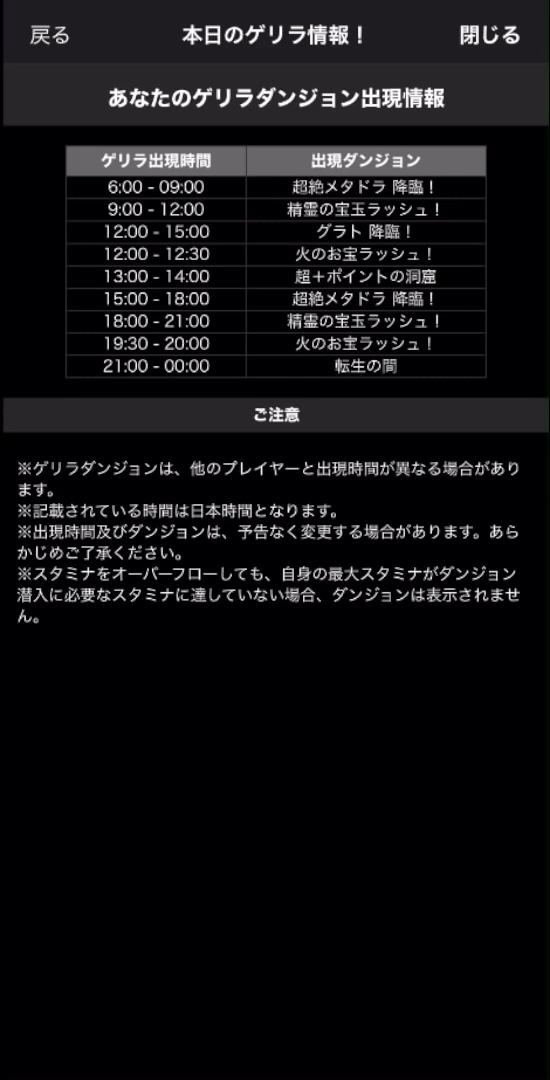 戻る 本日のゲリラ情報！ 閉じる
あなたのゲリラダンジョン出現情報
ゲリラ出現時間 出現ダンジョン
6:00 - 09:00 超絶メタドラ 降臨！
9:00 - 12:00 精霊の宝玉ラッシュ！
12:00 - 15:00 グラト 降臨！
12:00 - 12:30 火のお宝ラッシュ！
13:00 - 14:00 超＋ポイントの洞窟
15:00 - 18:00 超絶メタドラ 降臨！
18:00 - 21:00 精霊の宝玉ラッシュ！
19:30 - 20:00 火のお宝ラッシュ！
21:00 - 00:00 転生の間
ご注意
※ゲリラダンジョンは、他のプレイヤーと出現時間が異なる場合があり
ます。
※記載されている時間は日本時間となります。
※出現時間及びダンジョンは、予告なく変更する場合があります。あら
かじめご了承ください。
※スタミナをオーバーフローしても、自身の最大スタミナがダンジョン
潜入に必要なスタミナに達していない場合、ダンジョンは表示されませ
ん。